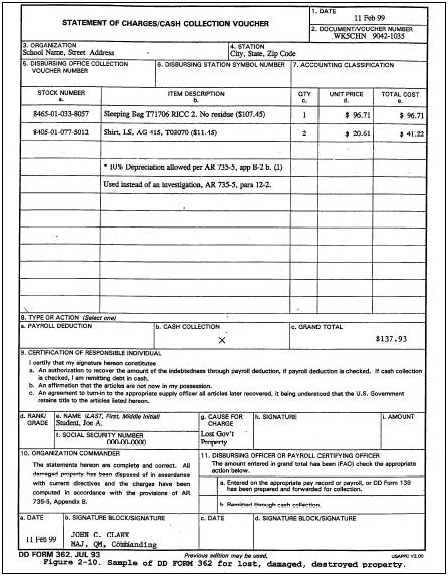 STATEMENT OF CHARGES/CASH COLLECTION VOUCHER
1. DATE
11 Feb 99
2. DOCUMENT/VOUCHER NUMBER
WK5CHN 9042-1035
3. ORGANIZATION
School Name, Street Address
4. STATION
City, State, Zip Code
5. DISBURSING OFFICE COLLECTION
VOUCHER NUMBER
6. DISBURSING STATION SYMBOL NUMBER
7. ACCOUNTING CLASSIFICATION
STOCK NUMBER
a.
ITEM DESCRIPTION
b.
QTY
c.
UNIT PRICE
d.
TOTAL COST
e.
8465-01-033-8057 Sleeping Bag T71706 RICC 2. No residue ($107.45) 1 $ 96.71 $ 96.71
8405-01-077-5012 Shirt, LS, AG 415, T03070 ($11.45) 2 $ 20.61 $ 41.22
* 10% Depreciation allowed per AR 735-5, app B-2 b. (1)
Used instead of an investigation, AR 735-5, para 12-2.
8. TYPE OR ACTION (Select one)
a. PAYROLL DEDUCTION
b. CASH COLLECTION
X
c. GRAND TOTAL
$137.93
9. CERTIFICATION OF RESPONSIBLE INDIVIDUAL
I certify that my signature hereon constitutes
a. An authorization to recover the amount of the indebtedness through payroll deduction, if payroll deduction is checked. If cash collection
is checked, I am remitting debt in cash.
b. An affirmation that the articles are not now in my possession.
c. An agreement to turn-in to the appropriate supply officer all articles later recovered, it being understood that the U.S. Government
retains title to the articles listed hereon.
d. RANK/
GRADE
e. NAME (LAST, First, Middle Initial)
Student, Joe A.
f. SOCIAL SECURITY NUMBER
000-00-0000
g. CAUSE FOR
CHARGE
Lost Gov't
Property
h. SIGNATURE
i. AMOUNT
10. ORGANIZATION COMMANDER
The statements hereon are complete and correct. All
damaged property has been disposed of in accordance
with current directives and the charges have been
computed in accordance with the provisions of AR
735-5, Appendix B.
11. DISBURSING OFFICER OR PAYROLL CERTIFYING OFFICER
The amount entered in grand total has been (FAO) check the appropriate
action below.
a. Entered on the appropriate pay record or payroll, or DD Form 139
has been prepared and forwarded for collection.
b. Remitted through cash collection.
a. DATE
11 FEB 99
b. SIGNATURE BLOCK/SIGNATURE
JOHN C. CLARK
MAJ, QM, Commanding
c. DATE
d. SIGNATURE BLOCK/SIGNATURE
DD FORM 362, JUL 93 Previous edition may be used. USAPPC V2.00
Figure 2-10. Sample of DD FORM 362 for lost, damaged, destroyed property.